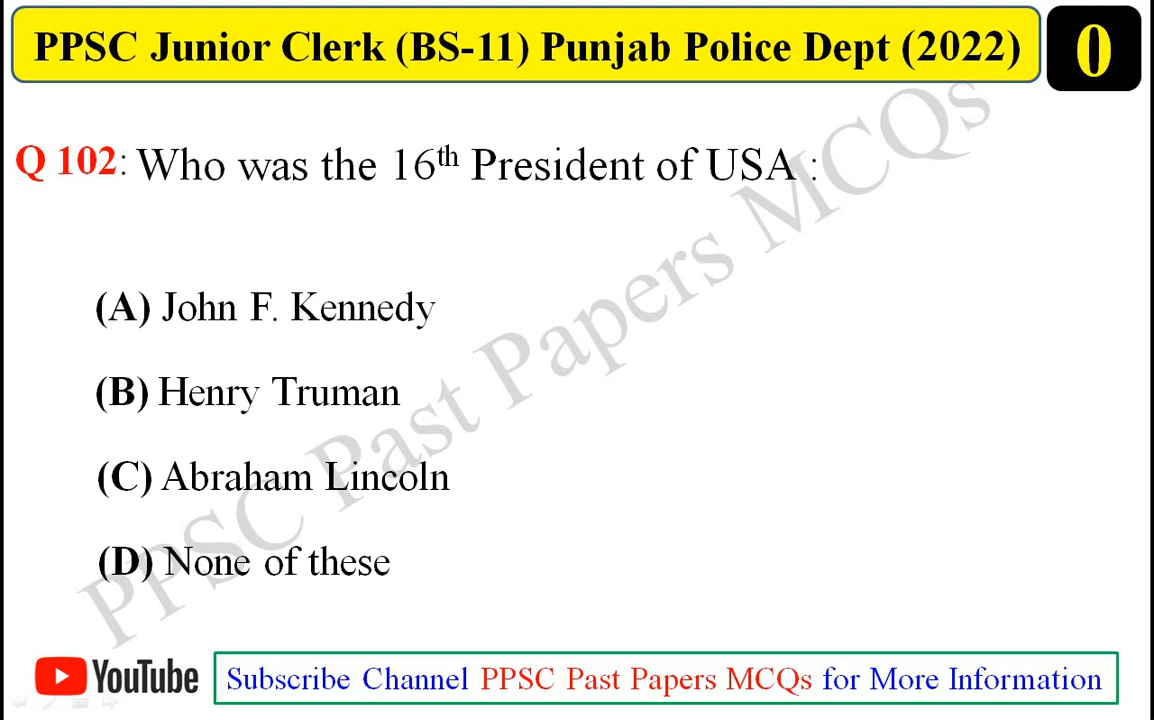 PPSC Junior Clerk (BS-11) Punjab Police Dept (2022) 0
Q 102: Who was the 16th President of USA :
(A) John F. Kennedy
(B) Henry Truman
(C) Abraham Lincoln
(D) None of these
PPSC Past Papers MCQs
YouTube Subscribe Channel PPSC Past Papers MCQs for More Information